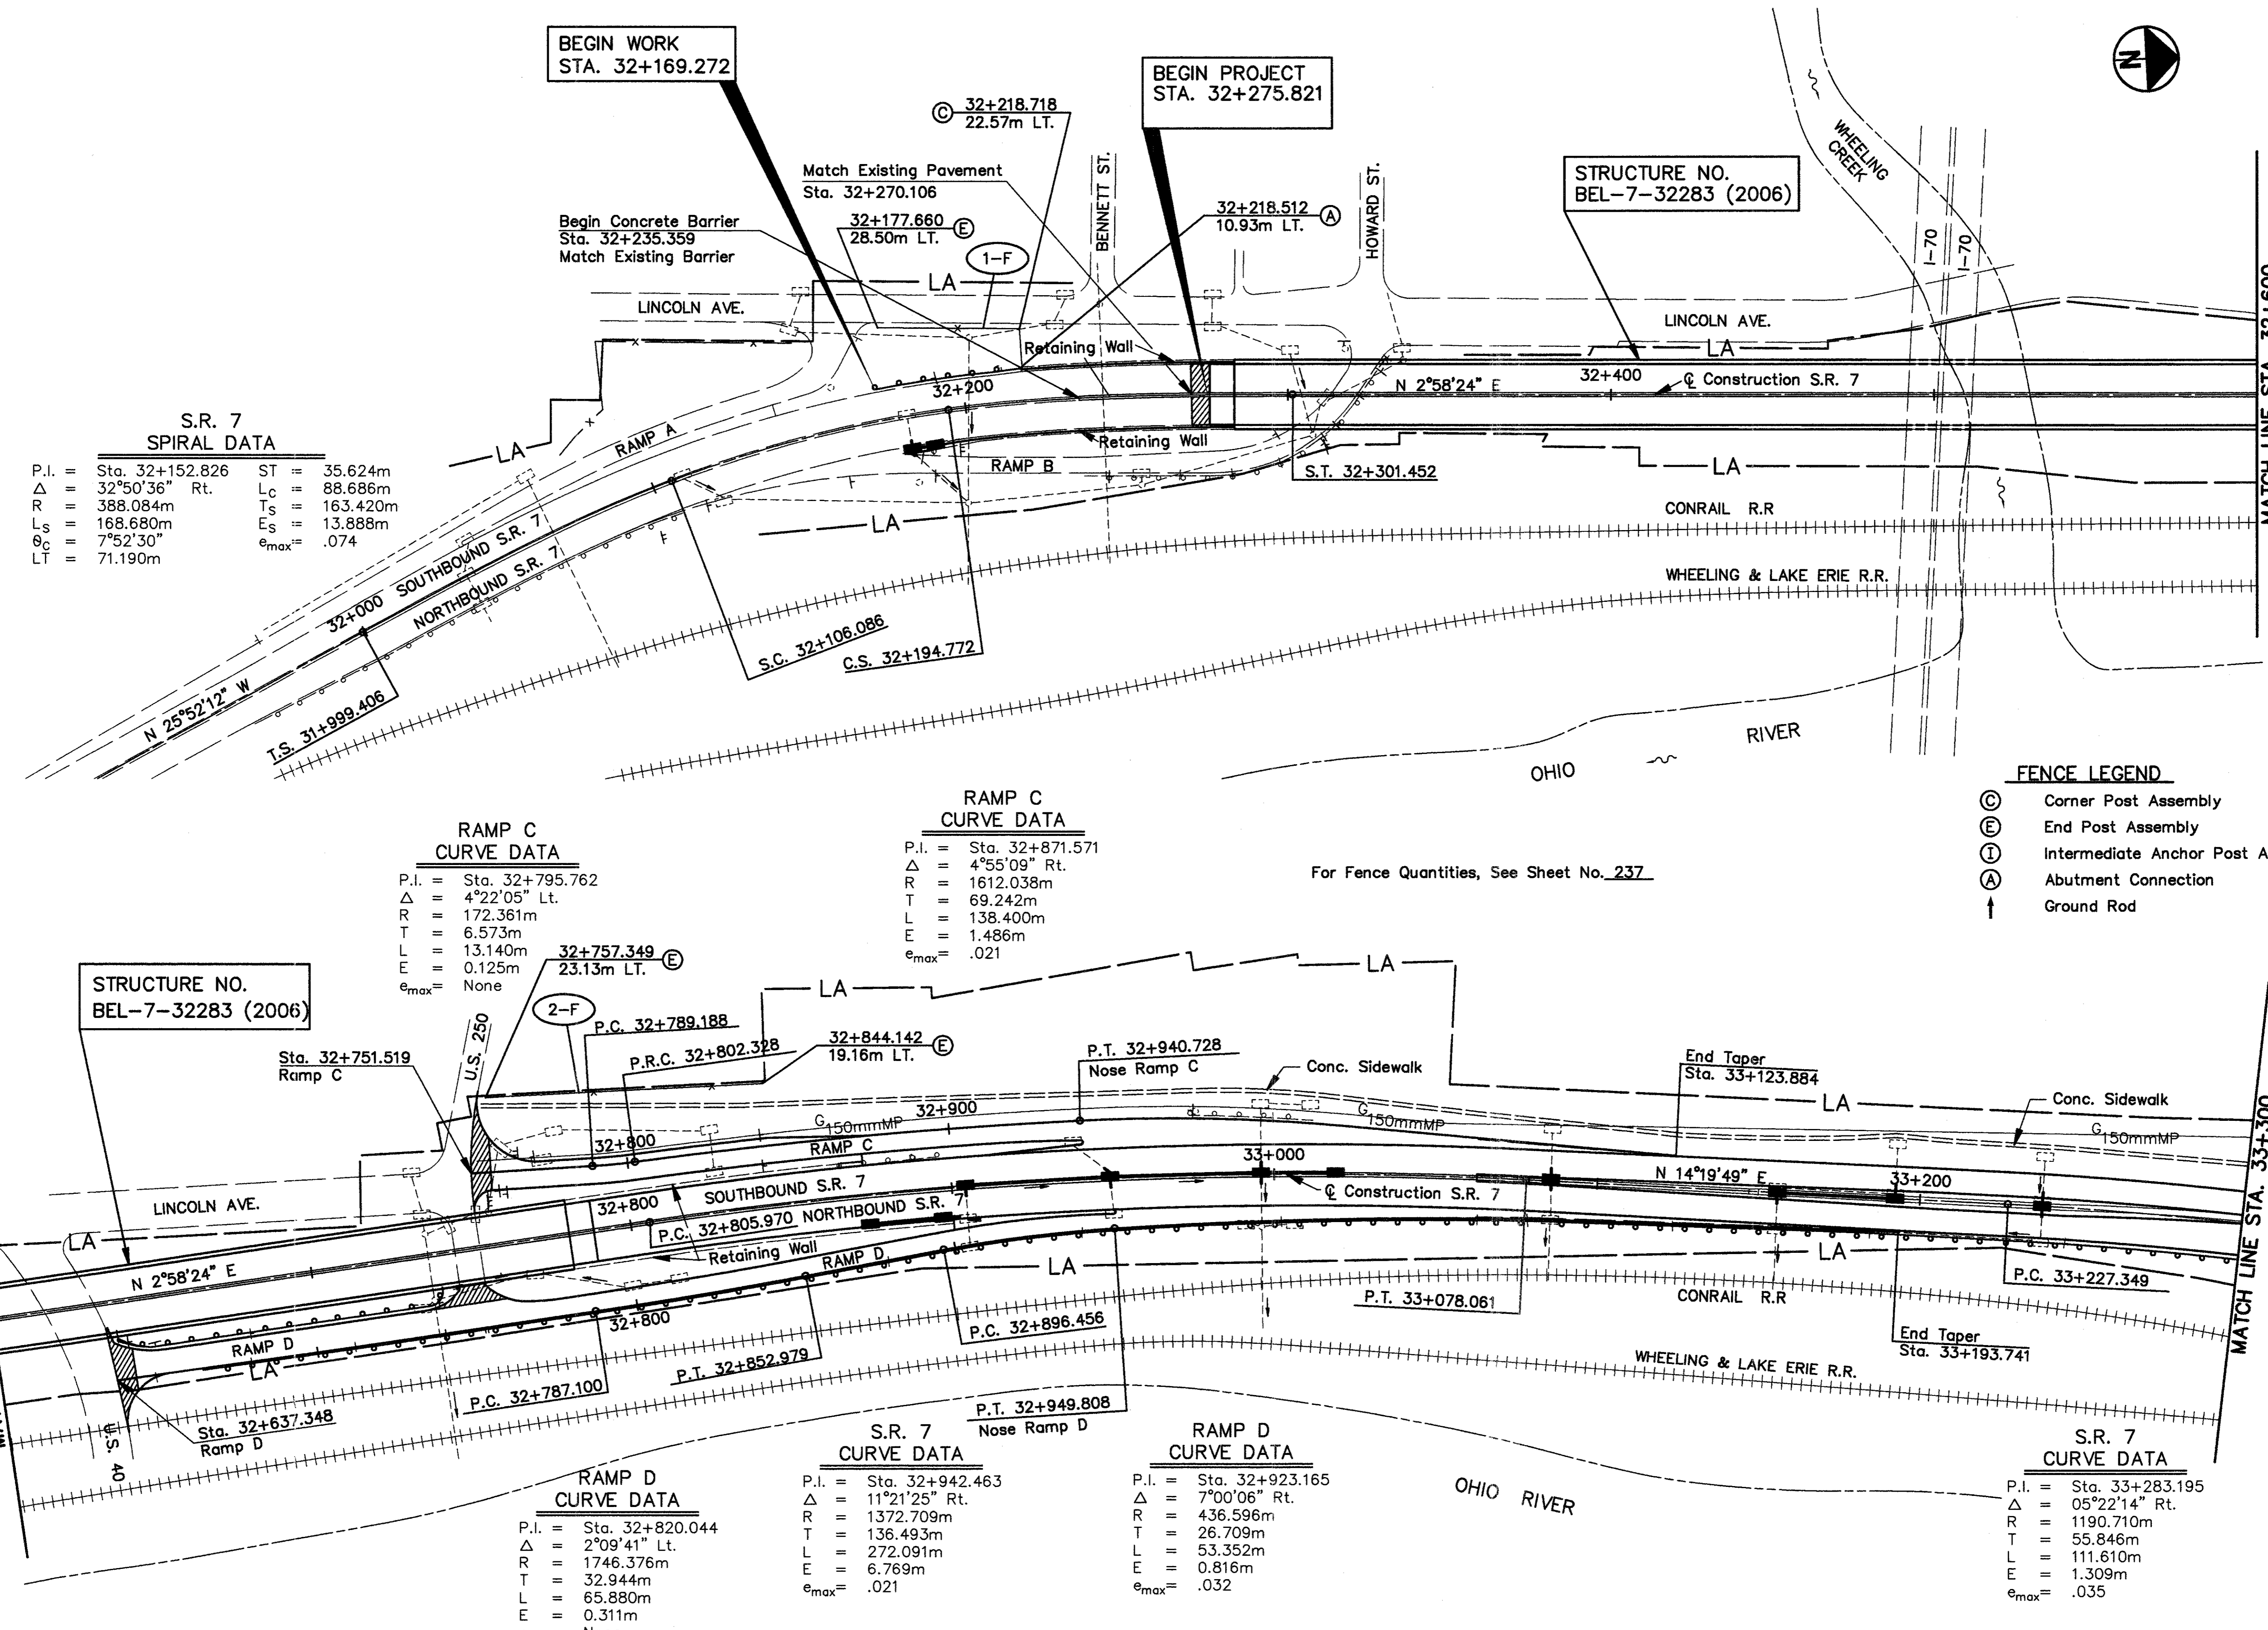 BEGIN WORK
STA. 32+169.272
BEGIN PROJECT
STA. 32+275.821
N
C 32+218.718
22.57m LT.
Match Existing Pavement
Sta. 32+270.106
BENNETT ST.
HOWARD ST.
STRUCTURE NO.
BEL-7-32283 (2006)
WHEELING
CREEK
I-70
I-70
Begin Concrete Barrier
Sta. 32+235.359
Match Existing Barrier
32+177.660 E
28.50m LT.
1-F
32+218.512 A
10.93m LT.
LA
LINCOLN AVE.
LINCOLN AVE.
LA
Retaining Wall
32+200
N 2°58'24" E
32+400
℄ Construction S.R. 7
MATCH LINE STA. 32+600
S.R. 7
SPIRAL DATA
P.I. = Sta. 32+152.826 ST = 35.624m
Δ = 32°50'36" Rt. LC = 88.686m
R = 388.084m TS = 163.420m
LS = 168.680m ES = 13.888m
θC = 7°52'30" emax= .074
LT = 71.190m
LA
RAMP A
Retaining Wall
RAMP B
S.T. 32+301.452
LA
LA
CONRAIL R.R
WHEELING & LAKE ERIE R.R.
32+000
SOUTHBOUND S.R. 7
NORTHBOUND S.R. 7
S.C. 32+106.086
C.S. 32+194.772
N 25°52'12" W
T.S. 31+999.406
OHIO
RIVER
FENCE LEGEND
C Corner Post Assembly
E End Post Assembly
I Intermediate Anchor Post A
A Abutment Connection
Ground Rod
For Fence Quantities, See Sheet No. 237
RAMP C
CURVE DATA
P.I. = Sta. 32+795.762
Δ = 4°22'05" Lt.
R = 172.361m
T = 6.573m
L = 13.140m
E = 0.125m
emax= None
RAMP C
CURVE DATA
P.I. = Sta. 32+871.571
Δ = 4°55'09" Rt.
R = 1612.038m
T = 69.242m
L = 138.400m
E = 1.486m
emax= .021
STRUCTURE NO.
BEL-7-32283 (2006)
32+757.349 E
23.13m LT.
2-F
U.S. 250
Sta. 32+751.519
Ramp C
P.C. 32+789.188
P.R.C. 32+802.328
32+844.142 E
19.16m LT.
LA
LA
P.T. 32+940.728
Nose Ramp C
Conc. Sidewalk
End Taper
Sta. 33+123.884
LA
Conc. Sidewalk
G 150mmMP
G 150mmMP
G 150mmMP
32+900
32+800
RAMP C
33+000
N 14°19'49" E
33+200
℄ Construction S.R. 7
LINCOLN AVE.
LA
32+800
SOUTHBOUND S.R. 7
P.C. 32+805.970
NORTHBOUND S.R. 7
Retaining Wall
RAMP D
N 2°58'24" E
RAMP D
LA
32+800
LA
LA
P.C. 33+227.349
MATCH LINE STA. 33+300
P.T. 33+078.061
CONRAIL R.R
P.C. 32+896.456
P.T. 32+852.979
P.C. 32+787.100
End Taper
Sta. 33+193.741
WHEELING & LAKE ERIE R.R.
Sta. 32+637.348
Ramp D
U.S. 40
P.T. 32+949.808
Nose Ramp D
OHIO RIVER
RAMP D
CURVE DATA
P.I. = Sta. 32+820.044
Δ = 2°09'41" Lt.
R = 1746.376m
T = 32.944m
L = 65.880m
E = 0.311m
S.R. 7
CURVE DATA
P.I. = Sta. 32+942.463
Δ = 11°21'25" Rt.
R = 1372.709m
T = 136.493m
L = 272.091m
E = 6.769m
emax= .021
RAMP D
CURVE DATA
P.I. = Sta. 32+923.165
Δ = 7°00'06" Rt.
R = 436.596m
T = 26.709m
L = 53.352m
E = 0.816m
emax= .032
S.R. 7
CURVE DATA
P.I. = Sta. 33+283.195
Δ = 05°22'14" Rt.
R = 1190.710m
T = 55.846m
L = 111.610m
E = 1.309m
emax= .035